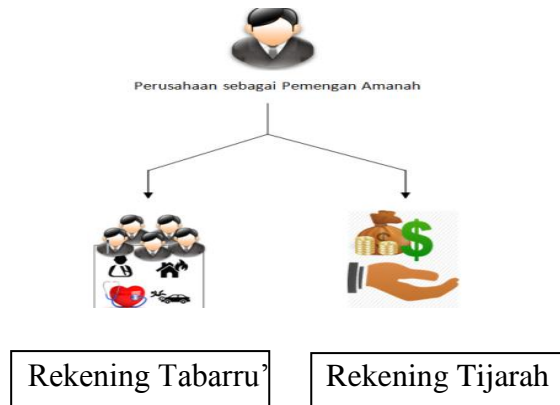 Perusahaan sebagai Pemengan Amanah
Rekening Tabarru’
Rekening Tijarah